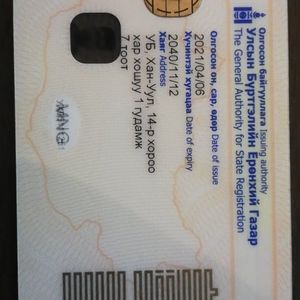 Олгосон байгууллага Issuing authority
Улсын Бүртгэлийн Ерөнхий Газар
The General Authority for State Registration
Олгосон он, сар, өдөр Date of issue
2021/04/06
Хүчинтэй хугацаа Date of expiry
2040/11/12
Хаяг Address
УБ, Хан-Уул, 14-р хороо
хар хошуу 1 гудамж
7 тоот